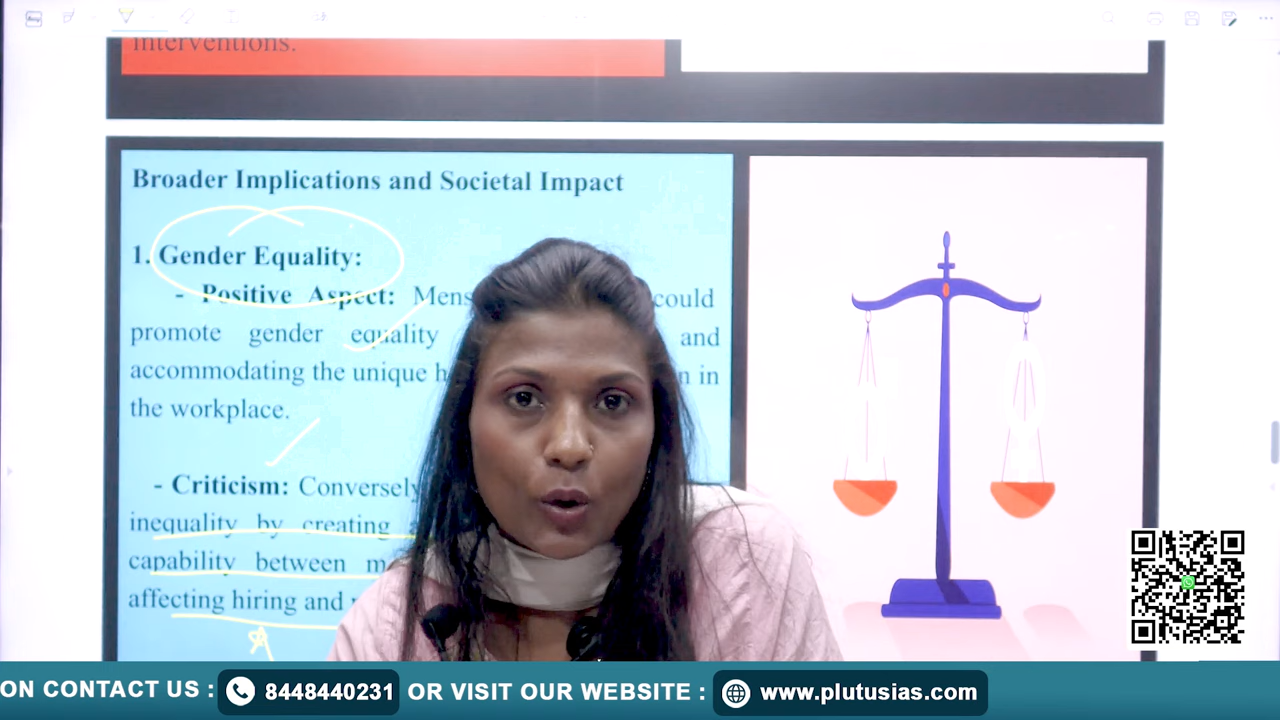 interventions.
Broader Implications and Societal Impact
1. Gender Equality:
- Positive Aspect: could
promote gender equality and
accommodating the unique in
the workplace.
- Criticism: Conversely
inequality by creating
capability between
affecting hiring and
ON CONTACT US : 8448440231 OR VISIT OUR WEBSITE : www.plutusias.com